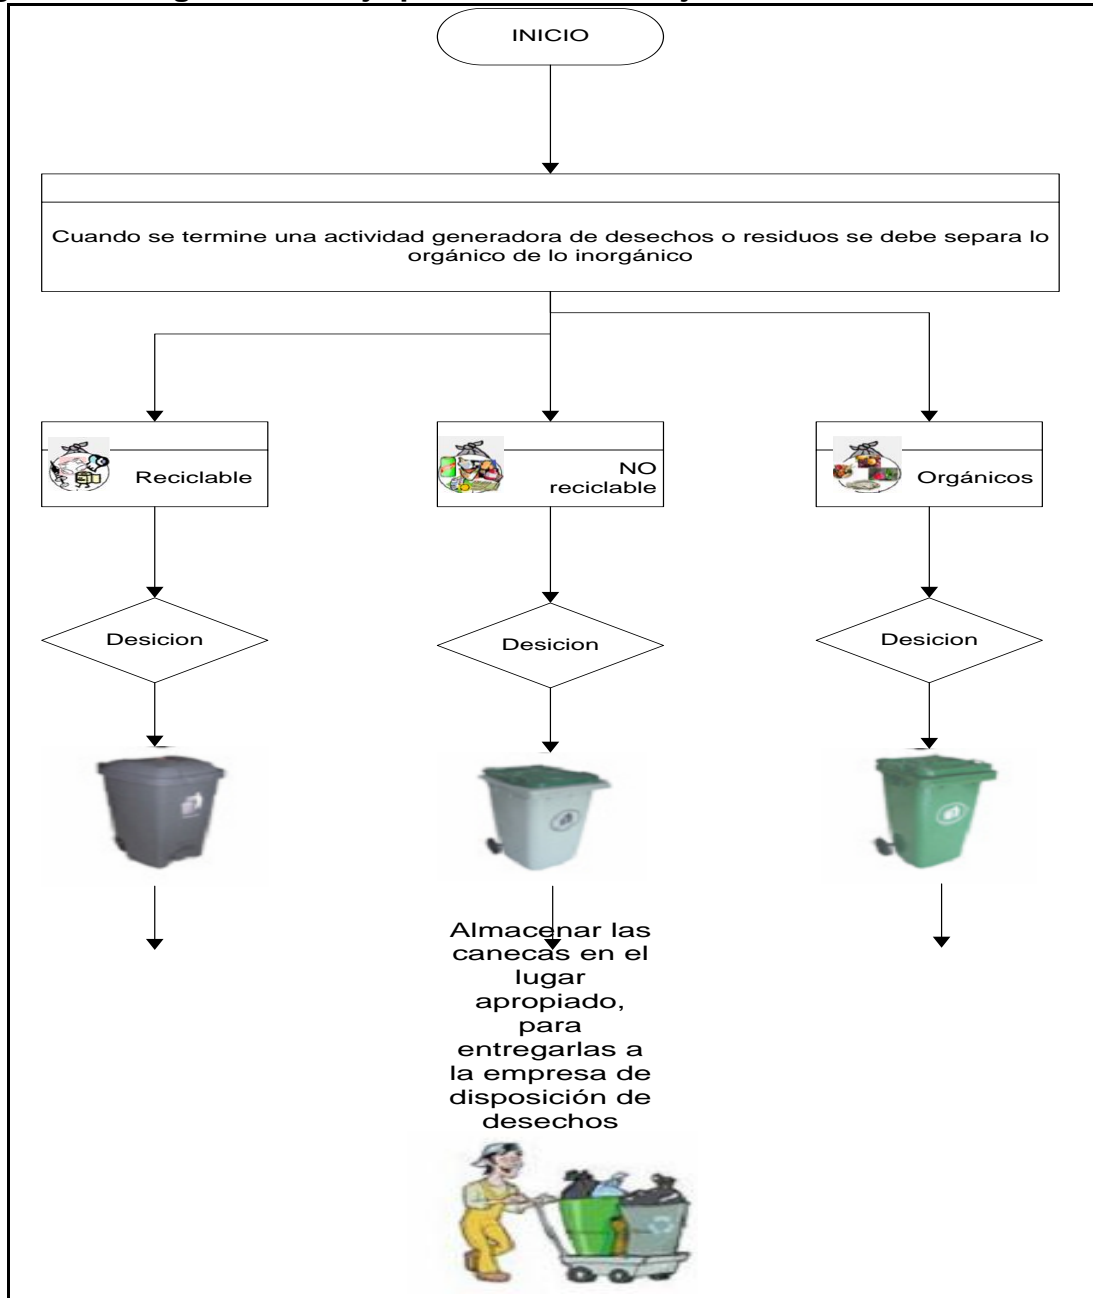 INICIO
Cuando se termine una actividad generadora de desechos o residuos se debe separa lo
orgánico de lo inorgánico
Reciclable
NO
reciclable
Orgánicos
Desicion
Desicion
Desicion
Almacenar las
canecas en el
lugar
apropiado,
para
entregarlas a
la empresa de
disposición de
desechos